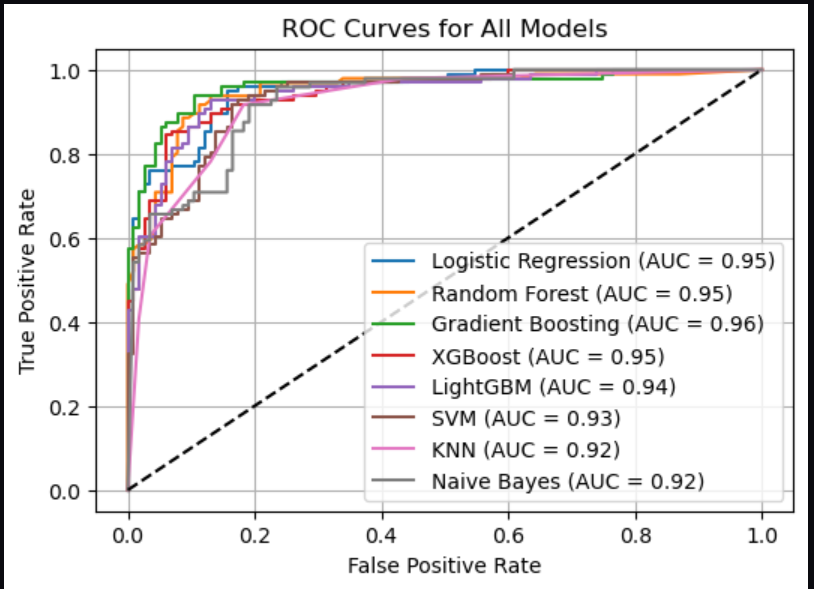 ROC Curves for All Models
1.0
0.8
0.6
0.4
0.2
0.0
True Positive Rate
Logistic Regression (AUC = 0.95)
Random Forest (AUC = 0.95)
Gradient Boosting (AUC = 0.96)
XGBoost (AUC = 0.95)
LightGBM (AUC = 0.94)
SVM (AUC = 0.93)
KNN (AUC = 0.92)
Naive Bayes (AUC = 0.92)
0.0 0.2 0.4 0.6 0.8 1.0
False Positive Rate